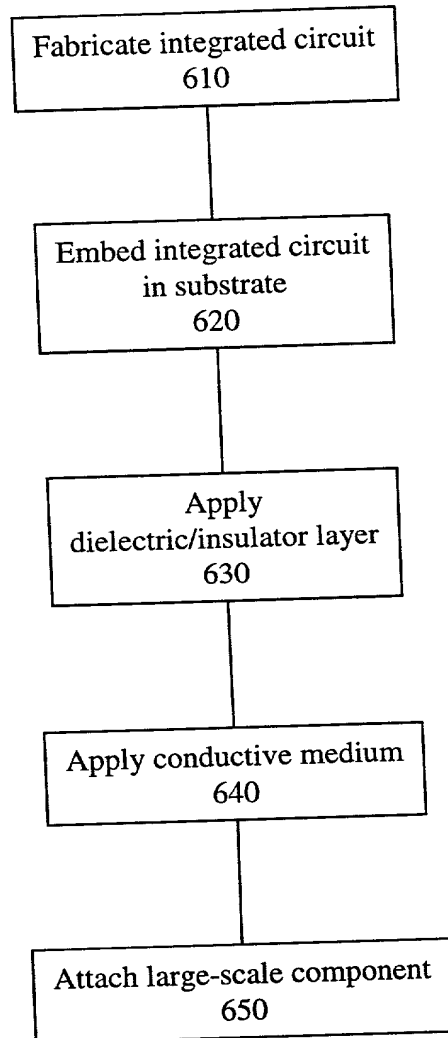 Fabricate integrated circuit
610
Embed integrated circuit
in substrate
620
Apply
dielectric/insulator layer
630
Apply conductive medium
640
Attach large-scale component
650